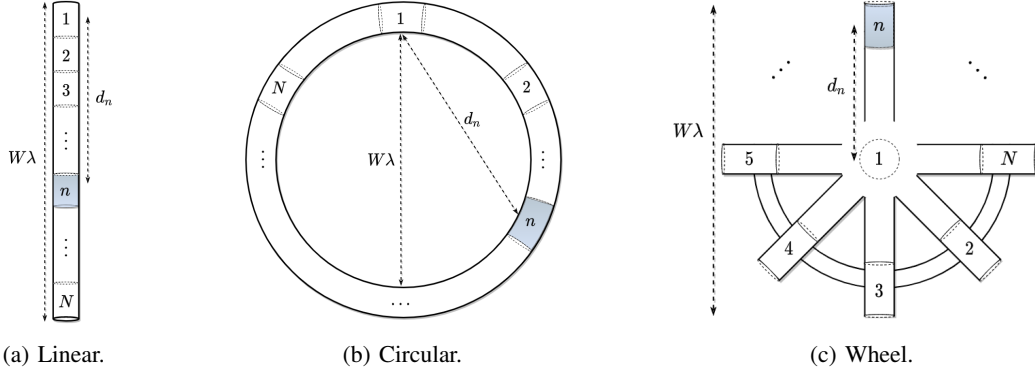 1
2
3
⋮
n
⋮
N
Wλ
d_n
(a) Linear.
1
2
⋮
n
⋯
⋮
N
Wλ
d_n
(b) Circular.
n
⋰
⋱
d_n
Wλ
5
1
N
4
2
3
(c) Wheel.